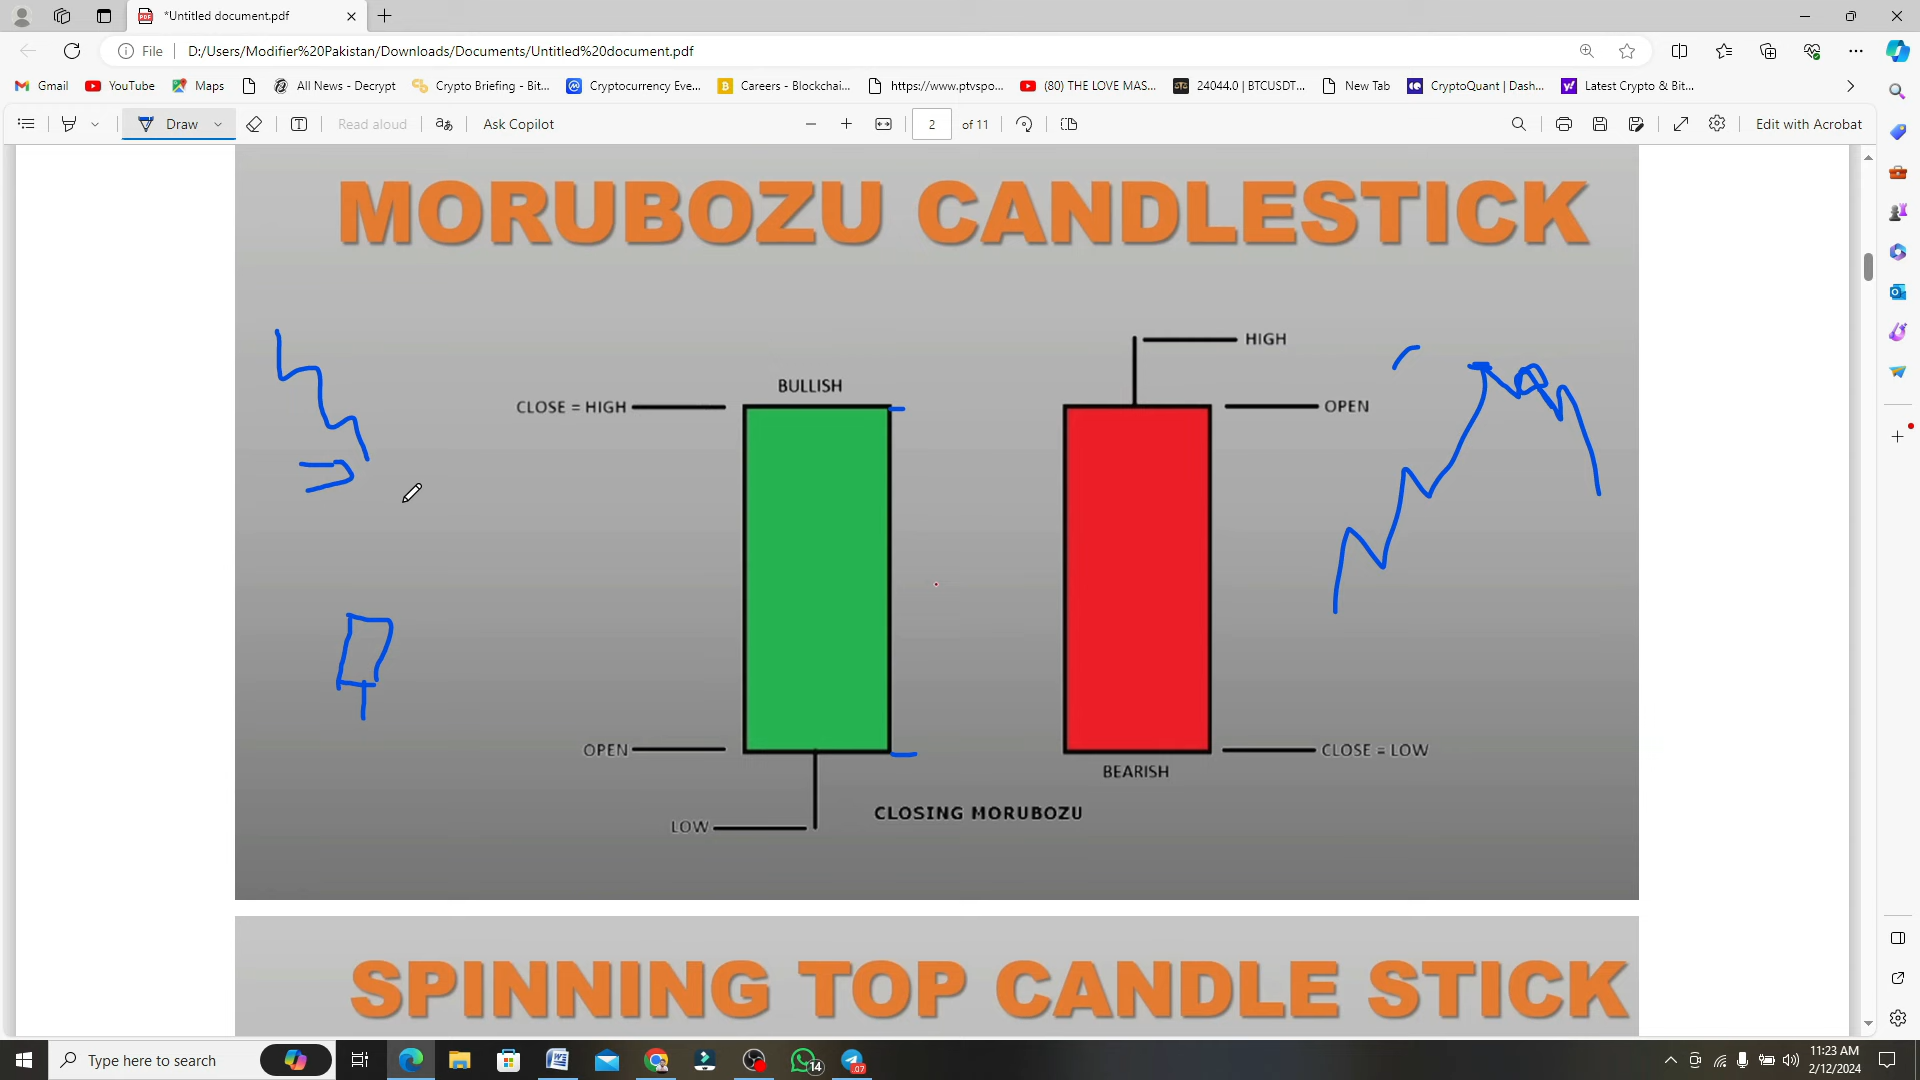 *Untitled document.pdf
File D:/Users/Modifier%20Pakistan/Downloads/Documents/Untitled%20document.pdf
Gmail YouTube Maps All News - Decrypt Crypto Briefing - Bit... Cryptocurrency Eve... Careers - Blockchai... https://www.ptvspo... (80) THE LOVE MAS... 24044.0 | BTCUSDT... New Tab CryptoQuant | Dash... Latest Crypto & Bit...
Draw Read aloud Ask Copilot 2 of 11 Edit with Acrobat
MORUBOZU CANDLESTICK
HIGH
BULLISH
CLOSE = HIGH OPEN
OPEN CLOSE = LOW
BEARISH
CLOSING MORUBOZU
LOW
SPINNING TOP CANDLE STICK
Type here to search 14 .07 11:23 AM
2/12/2024